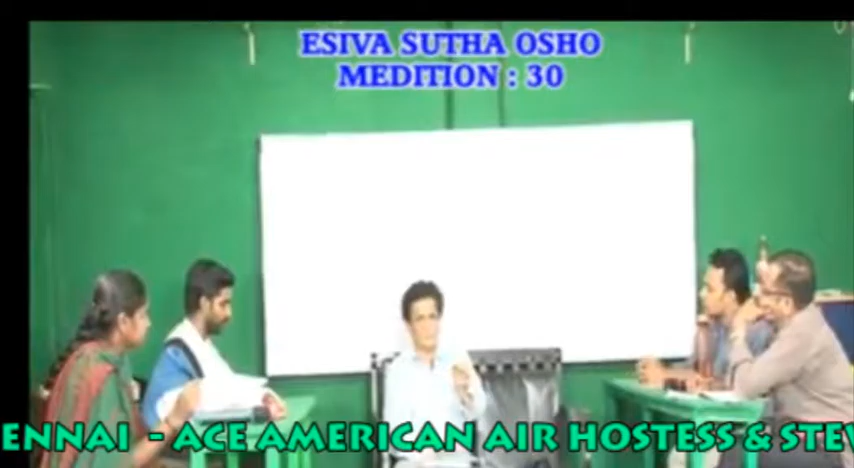 ESIVA SUTHA OSHO
MEDITION : 30
ENNAI - ACE AMERICAN AIR HOSTESS & STEW